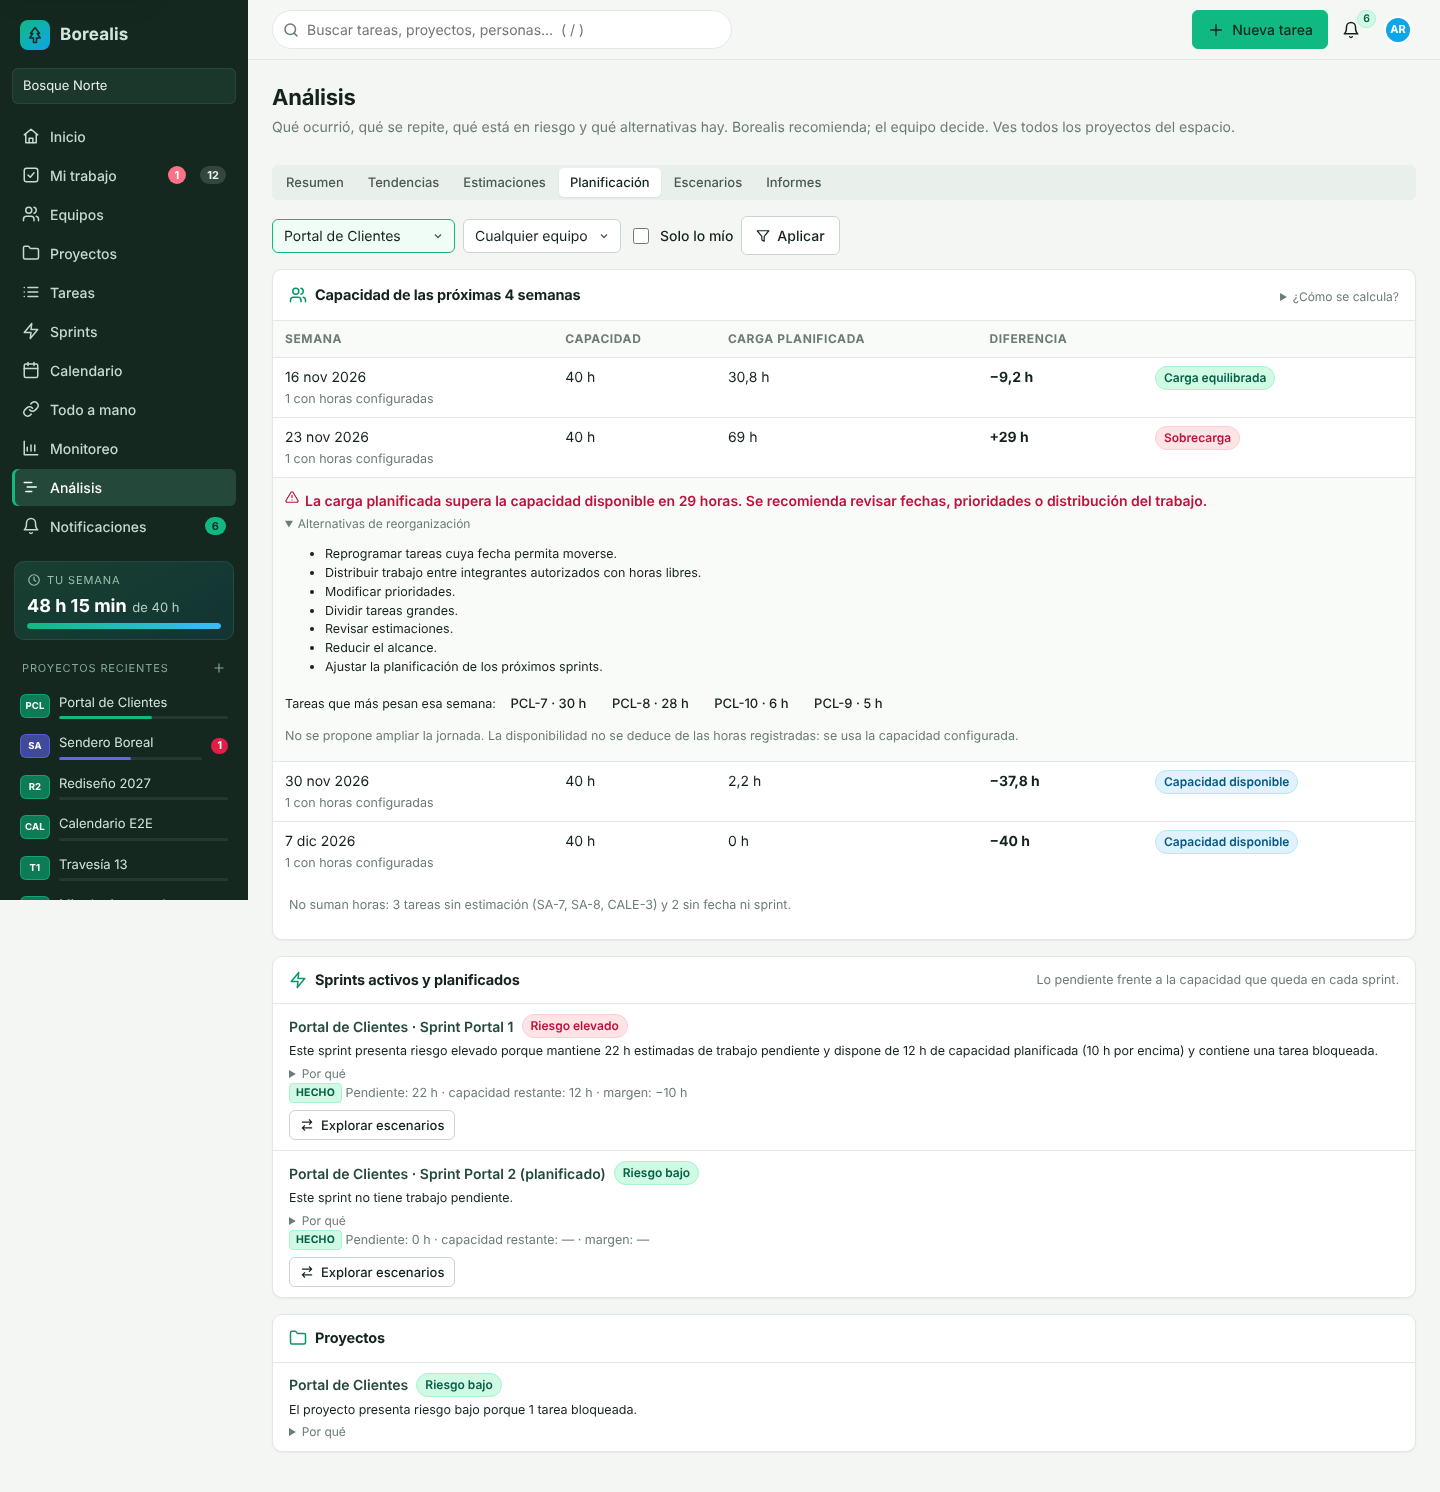 Borealis
Bosque Norte
Inicio
Mi trabajo 1 12
Equipos
Proyectos
Tareas
Sprints
Calendario
Todo a mano
Monitoreo
Análisis
Notificaciones 6
TU SEMANA
48 h 15 min de 40 h
PROYECTOS RECIENTES +
PCL Portal de Clientes
SA Sendero Boreal 1
R2 Rediseño 2027
CAL Calendario E2E
T1 Travesía 13
Buscar tareas, proyectos, personas... ( / )
+ Nueva tarea 6 AR
Análisis
Qué ocurrió, qué se repite, qué está en riesgo y qué alternativas hay. Borealis recomienda; el equipo decide. Ves todos los proyectos del espacio.
Resumen Tendencias Estimaciones Planificación Escenarios Informes
Portal de Clientes Cualquier equipo Solo lo mío Aplicar
Capacidad de las próximas 4 semanas ¿Cómo se calcula?
SEMANA CAPACIDAD CARGA PLANIFICADA DIFERENCIA
16 nov 2026 40 h 30,8 h −9,2 h Carga equilibrada
1 con horas configuradas
23 nov 2026 40 h 69 h +29 h Sobrecarga
1 con horas configuradas
La carga planificada supera la capacidad disponible en 29 horas. Se recomienda revisar fechas, prioridades o distribución del trabajo.
Alternativas de reorganización
• Reprogramar tareas cuya fecha permita moverse.
• Distribuir trabajo entre integrantes autorizados con horas libres.
• Modificar prioridades.
• Dividir tareas grandes.
• Revisar estimaciones.
• Reducir el alcance.
• Ajustar la planificación de los próximos sprints.
Tareas que más pesan esa semana: PCL-7 · 30 h PCL-8 · 28 h PCL-10 · 6 h PCL-9 · 5 h
No se propone ampliar la jornada. La disponibilidad no se deduce de las horas registradas: se usa la capacidad configurada.
30 nov 2026 40 h 2,2 h −37,8 h Capacidad disponible
1 con horas configuradas
7 dic 2026 40 h 0 h −40 h Capacidad disponible
1 con horas configuradas
No suman horas: 3 tareas sin estimación (SA-7, SA-8, CALE-3) y 2 sin fecha ni sprint.
Sprints activos y planificados Lo pendiente frente a la capacidad que queda en cada sprint.
Portal de Clientes · Sprint Portal 1 Riesgo elevado
Este sprint presenta riesgo elevado porque mantiene 22 h estimadas de trabajo pendiente y dispone de 12 h de capacidad planificada (10 h por encima) y contiene una tarea bloqueada.
Por qué
HECHO Pendiente: 22 h · capacidad restante: 12 h · margen: −10 h
Explorar escenarios
Portal de Clientes · Sprint Portal 2 (planificado) Riesgo bajo
Este sprint no tiene trabajo pendiente.
Por qué
HECHO Pendiente: 0 h · capacidad restante: — · margen: —
Explorar escenarios
Proyectos
Portal de Clientes Riesgo bajo
El proyecto presenta riesgo bajo porque 1 tarea bloqueada.
Por qué